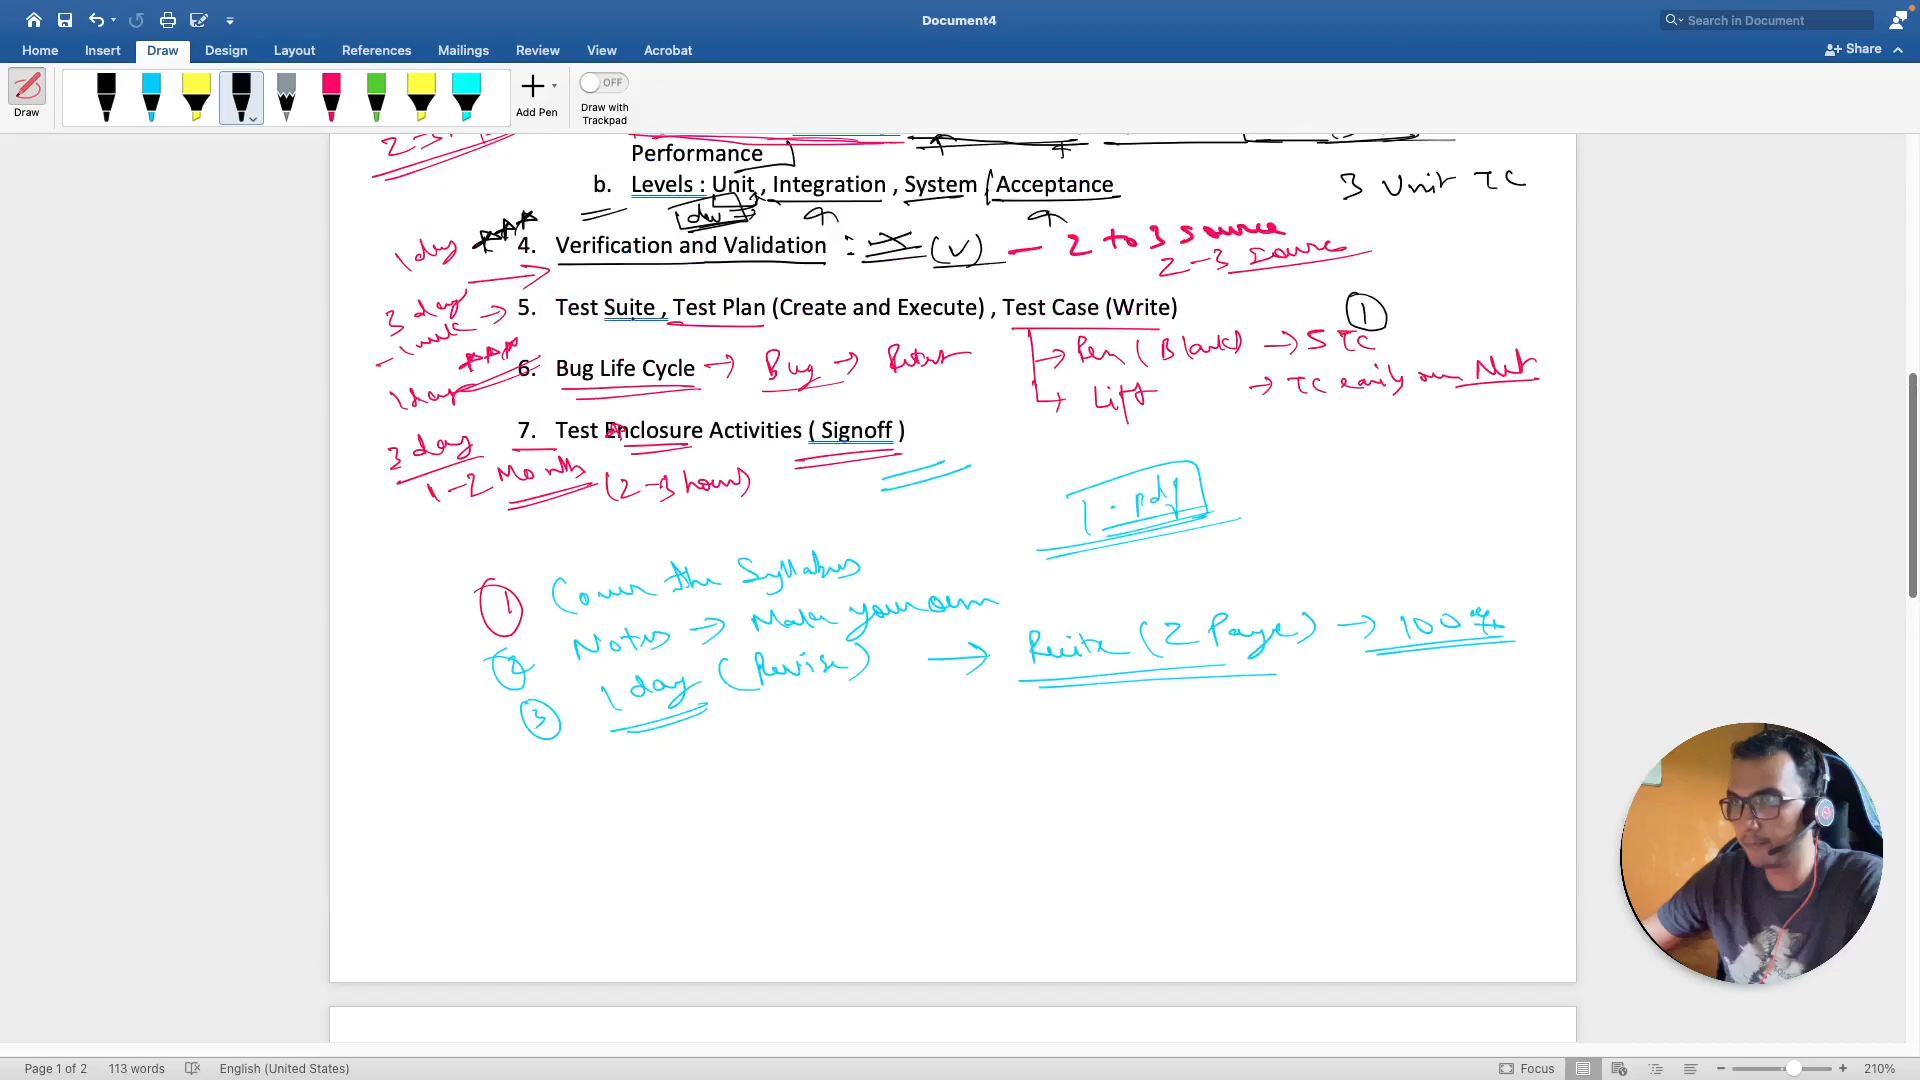 Document4
Search in Document
Home Insert Draw Design Layout References Mailings Review View Acrobat
Share
Draw
Add Pen
OFF
Draw with Trackpad
Performance
b. Levels : Unit , Integration , System , Acceptance
3 Unit TC
dev
1 day
4. Verification and Validation : (V) — 2 to 3 source
2-3 source
3 day
5. Test Suite , Test Plan (Create and Execute) , Test Case (Write)
1
→ Pen (Blank) → 5 TC
6. Bug Life Cycle → Bug →
1 day
→ TC easily on Net
→ Lift
7. Test Enclosure Activities ( Signoff )
3 day
1-2 Month (2-3 hours)
.pdf
1 Cover the Syllabus
2 Notes → Make your own
3 1 day (Revise) → Recite (2 Page) → 100 %
Page 1 of 2 113 words English (United States)
Focus
210%